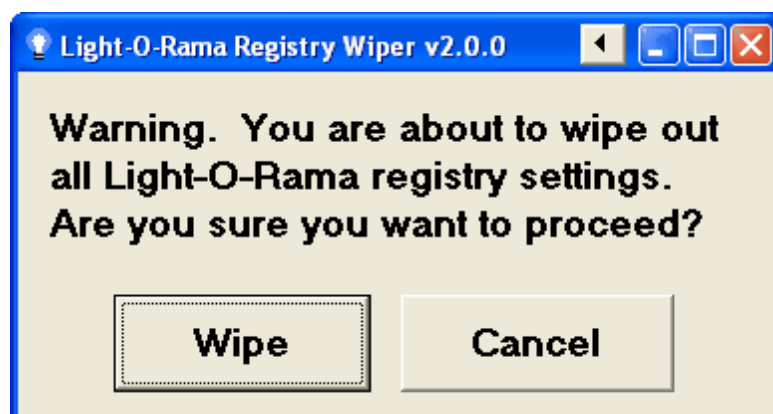 Light-O-Rama Registry Wiper v2.0.0
Warning.  You are about to wipe out
all Light-O-Rama registry settings.
Are you sure you want to proceed?
Wipe
Cancel